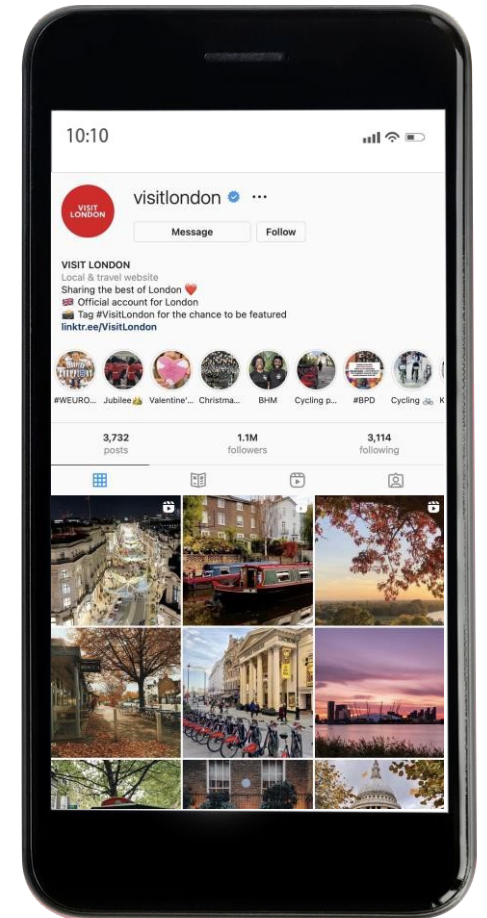 10:10
VISIT
LONDON
visitlondon
Message
Follow
VISIT LONDON
Local & travel website
Sharing the best of London ❤️
🇬🇧 Official account for London
📸 Tag #VisitLondon for the chance to be featured
linktr.ee/VisitLondon
#WEURO...
Jubilee👑
Valentine'...
Christma...
BHM
Cycling p...
#BPD
Cycling 🚲
K
3,732
posts
1.1M
followers
3,114
following